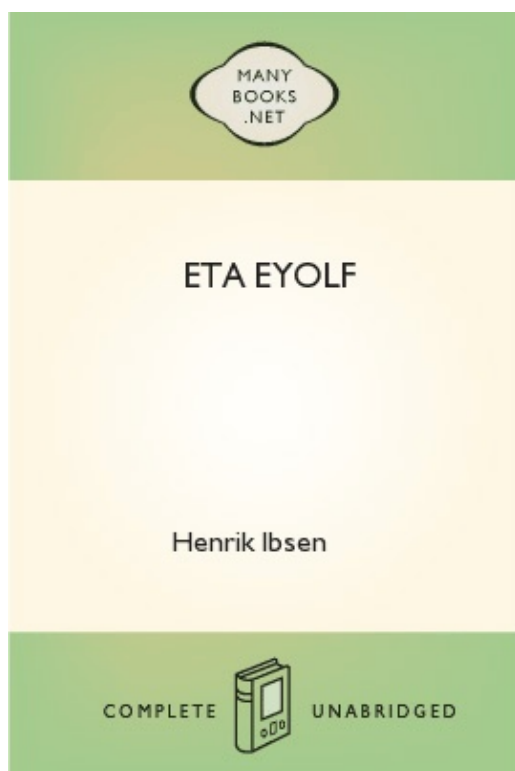 MANY
BOOKS
.NET
ETA EYOLF
Henrik Ibsen
COMPLETE UNABRIDGED